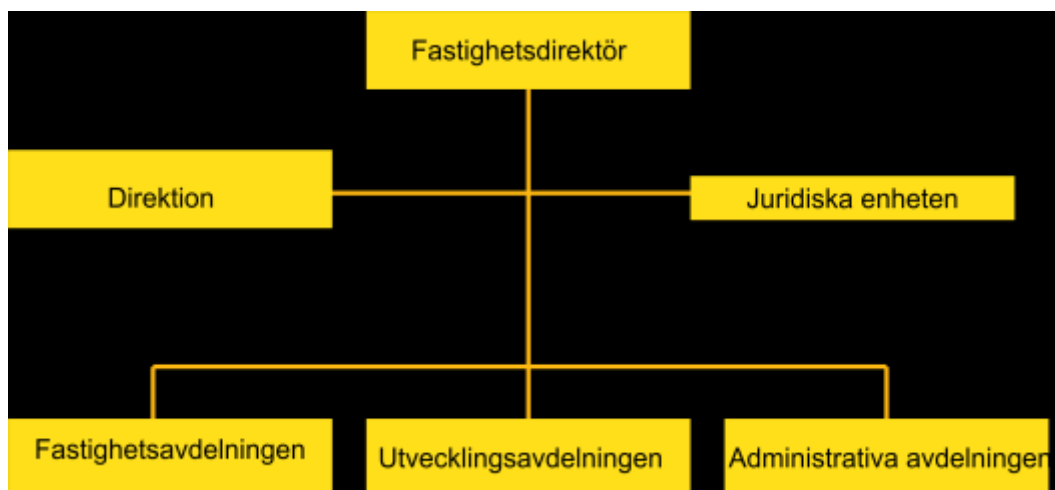 Fastighetsdirektör
Direktion
Juridiska enheten
Fastighetsavdelningen
Utvecklingsavdelningen
Administrativa avdelningen